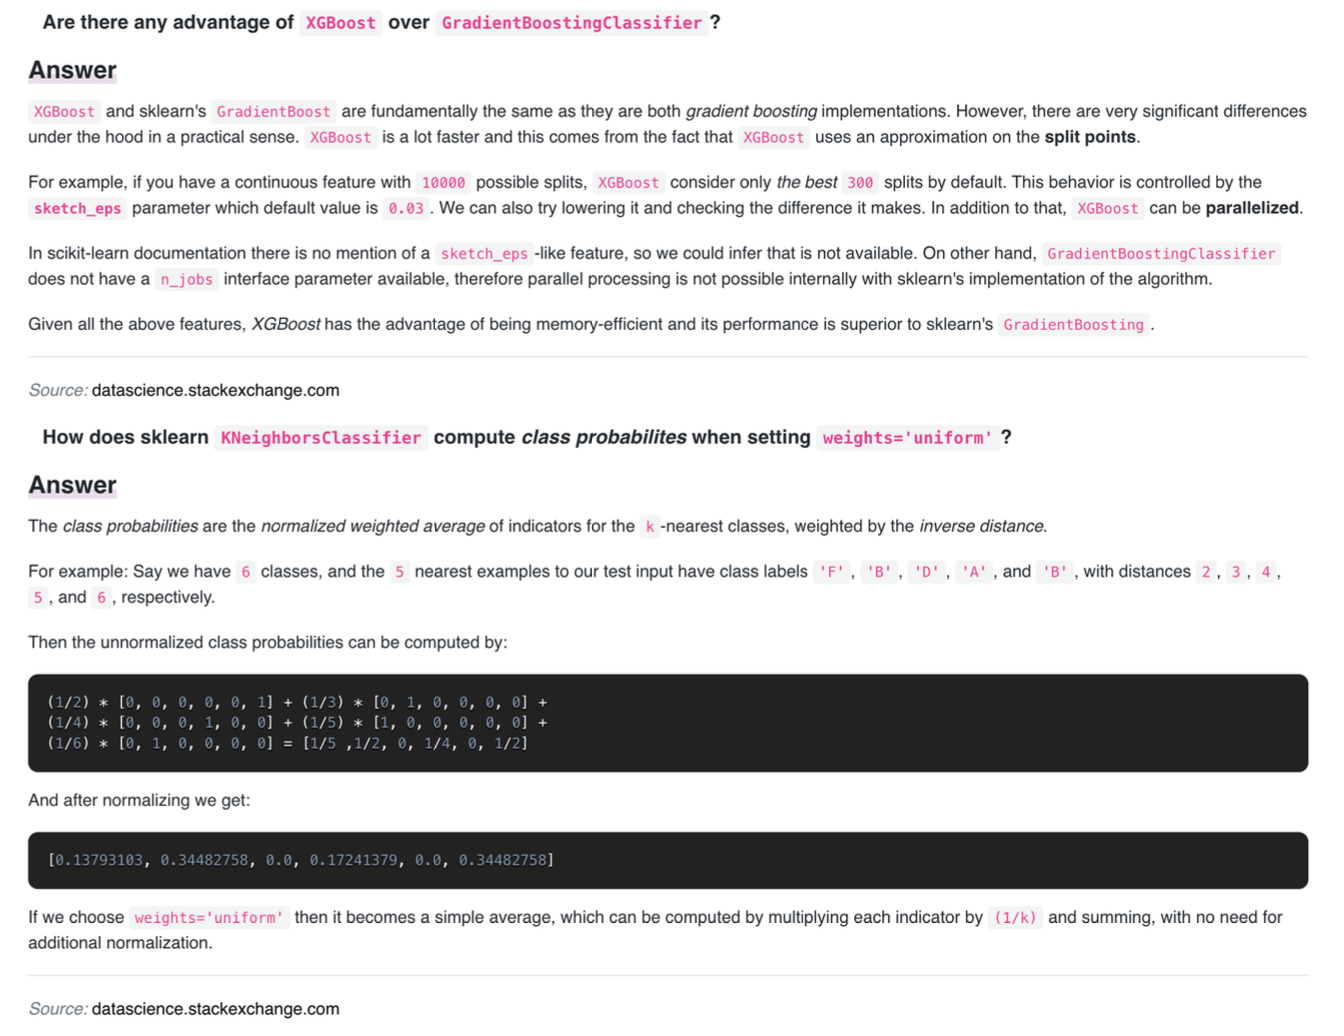 Are there any advantage of XGBoost over GradientBoostingClassifier ?
Answer
XGBoost and sklearn's GradientBoost are fundamentally the same as they are both gradient boosting implementations. However, there are very significant differences
under the hood in a practical sense. XGBoost is a lot faster and this comes from the fact that XGBoost uses an approximation on the split points.
For example, if you have a continuous feature with 10000 possible splits, XGBoost consider only the best 300 splits by default. This behavior is controlled by the
sketch_eps parameter which default value is 0.03 . We can also try lowering it and checking the difference it makes. In addition to that, XGBoost can be parallelized.
In scikit-learn documentation there is no mention of a sketch_eps -like feature, so we could infer that is not available. On other hand, GradientBoostingClassifier
does not have a n_jobs interface parameter available, therefore parallel processing is not possible internally with sklearn's implementation of the algorithm.
Given all the above features, XGBoost has the advantage of being memory-efficient and its performance is superior to sklearn's GradientBoosting .
Source: datascience.stackexchange.com
How does sklearn KNeighborsClassifier compute class probabilites when setting weights='uniform' ?
Answer
The class probabilities are the normalized weighted average of indicators for the k -nearest classes, weighted by the inverse distance.
For example: Say we have 6 classes, and the 5 nearest examples to our test input have class labels 'F' , 'B' , 'D' , 'A' , and 'B' , with distances 2 , 3 , 4 ,
5 , and 6 , respectively.
Then the unnormalized class probabilities can be computed by:
(1/2) * [0, 0, 0, 0, 0, 1] + (1/3) * [0, 1, 0, 0, 0, 0] +
(1/4) * [0, 0, 0, 1, 0, 0] + (1/5) * [1, 0, 0, 0, 0, 0] +
(1/6) * [0, 1, 0, 0, 0, 0] = [1/5 ,1/2, 0, 1/4, 0, 1/2]
And after normalizing we get:
[0.13793103, 0.34482758, 0.0, 0.17241379, 0.0, 0.34482758]
If we choose weights='uniform' then it becomes a simple average, which can be computed by multiplying each indicator by (1/k) and summing, with no need for
additional normalization.
Source: datascience.stackexchange.com